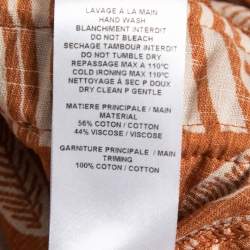 LAVAGE A LA MAIN
HAND WASH
BLANCHIMENT INTERDIT
DO NOT BLEACH
SECHAGE TAMBOUR INTERDIT
DO NOT TUMBLE DRY
REPASSAGE MAX A 110°C
COLD IRONING MAX 110°C
NETTOYAGE À SEC P DOUX
DRY CLEAN P GENTLE
MATIERE PRINCIPALE / MAIN
MATERIAL
56% COTON / COTTON
44% VISCOSE / VISCOSE
GARNITURE PRINCIPALE / MAIN
TRIMING
100% COTON / COTTON